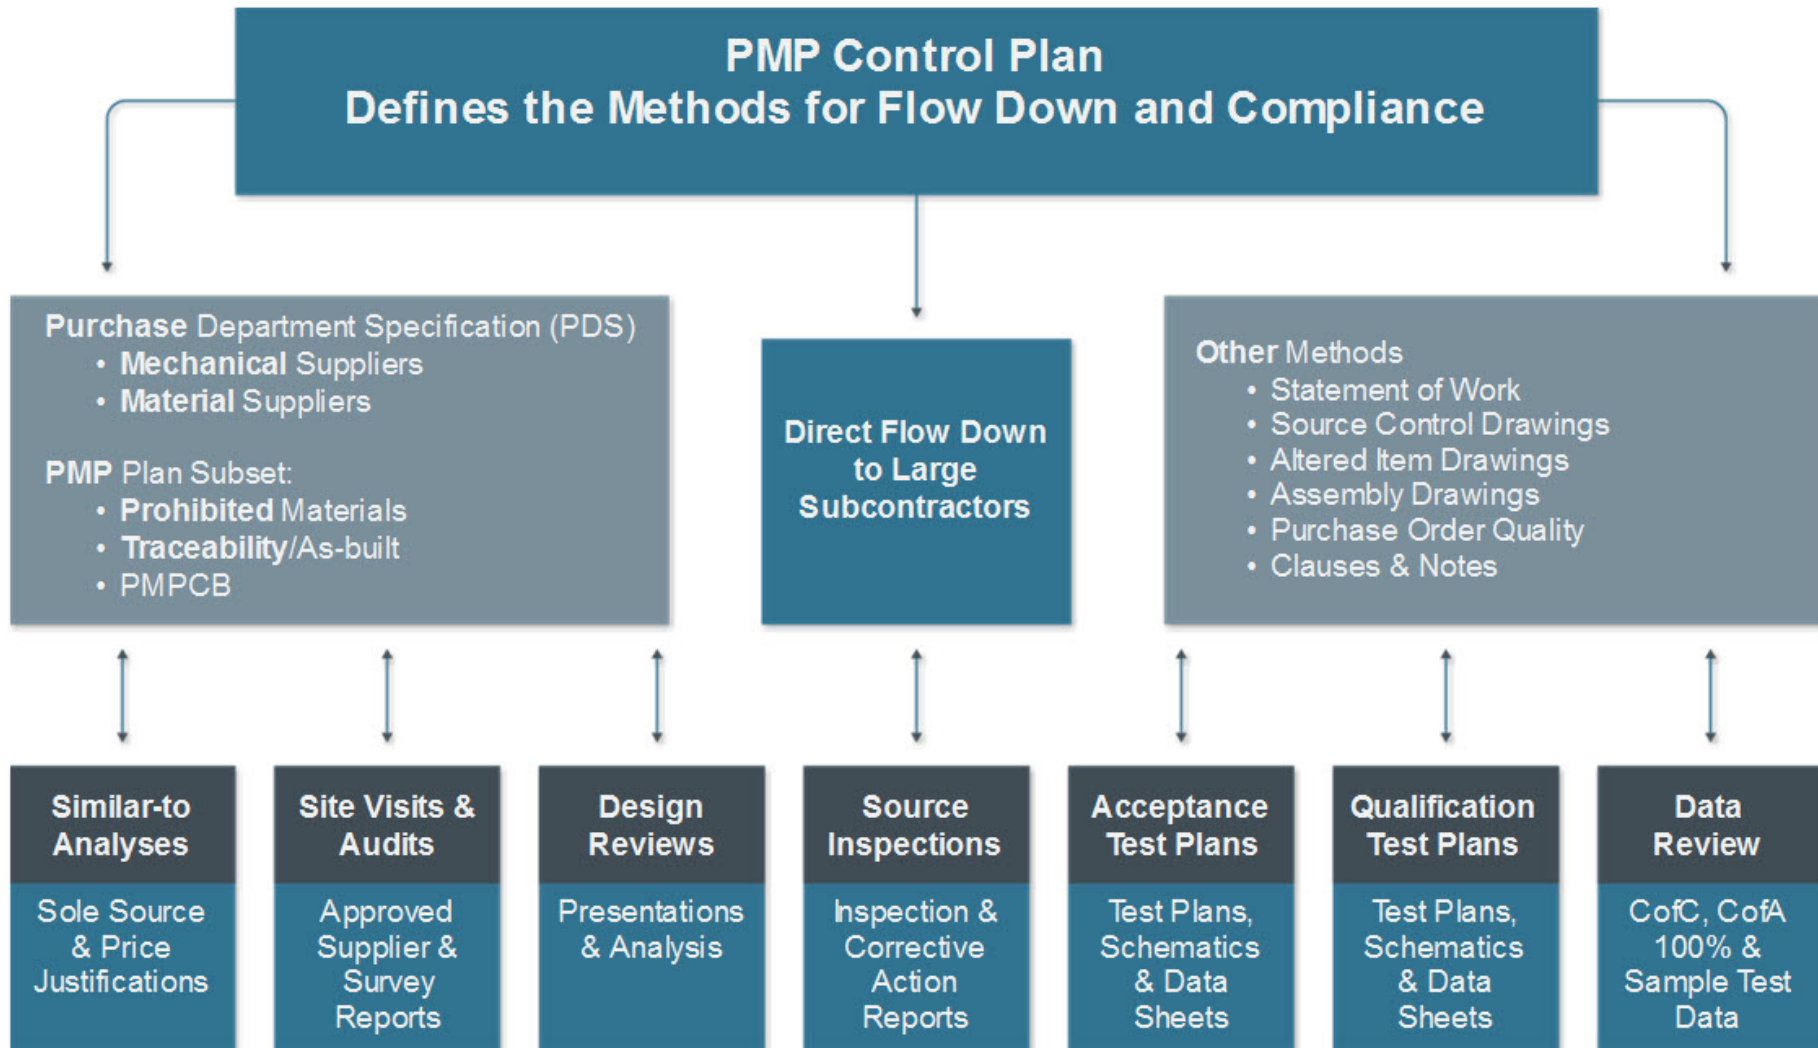 PMP Control Plan
Defines the Methods for Flow Down and Compliance
Purchase Department Specification (PDS)
• Mechanical Suppliers
• Material Suppliers
PMP Plan Subset:
• Prohibited Materials
• Traceability/As-built
• PMPCB
Direct Flow Down
to Large
Subcontractors
Other Methods
• Statement of Work
• Source Control Drawings
• Altered Item Drawings
• Assembly Drawings
• Purchase Order Quality
• Clauses & Notes
Similar-to
Analyses
Sole Source
& Price
Justifications
Site Visits &
Audits
Approved
Supplier &
Survey
Reports
Design
Reviews
Presentations
& Analysis
Source
Inspections
Inspection &
Corrective
Action
Reports
Acceptance
Test Plans
Test Plans,
Schematics
& Data
Sheets
Qualification
Test Plans
Test Plans,
Schematics
& Data
Sheets
Data
Review
CofC, CofA
100% &
Sample Test
Data